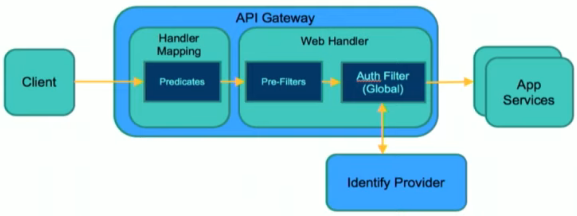 API Gateway
Handler
Mapping
Web Handler
Client
Predicates
Pre-Filters
Auth Filter
(Global)
App
Services
Identify Provider